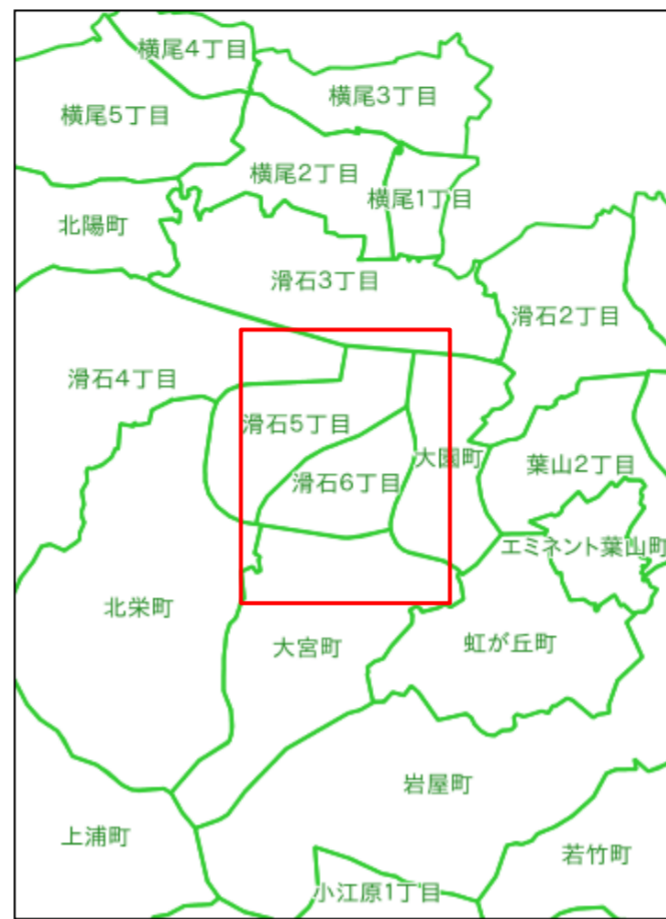 横尾4丁目
横尾3丁目
横尾5丁目
横尾2丁目
横尾1丁目
北陽町
滑石3丁目
滑石2丁目
滑石4丁目
滑石5丁目
大園町
葉山2丁目
滑石6丁目
エミネント葉山町
北栄町
大宮町
虹が丘町
岩屋町
上浦町
若竹町
小江原1丁目